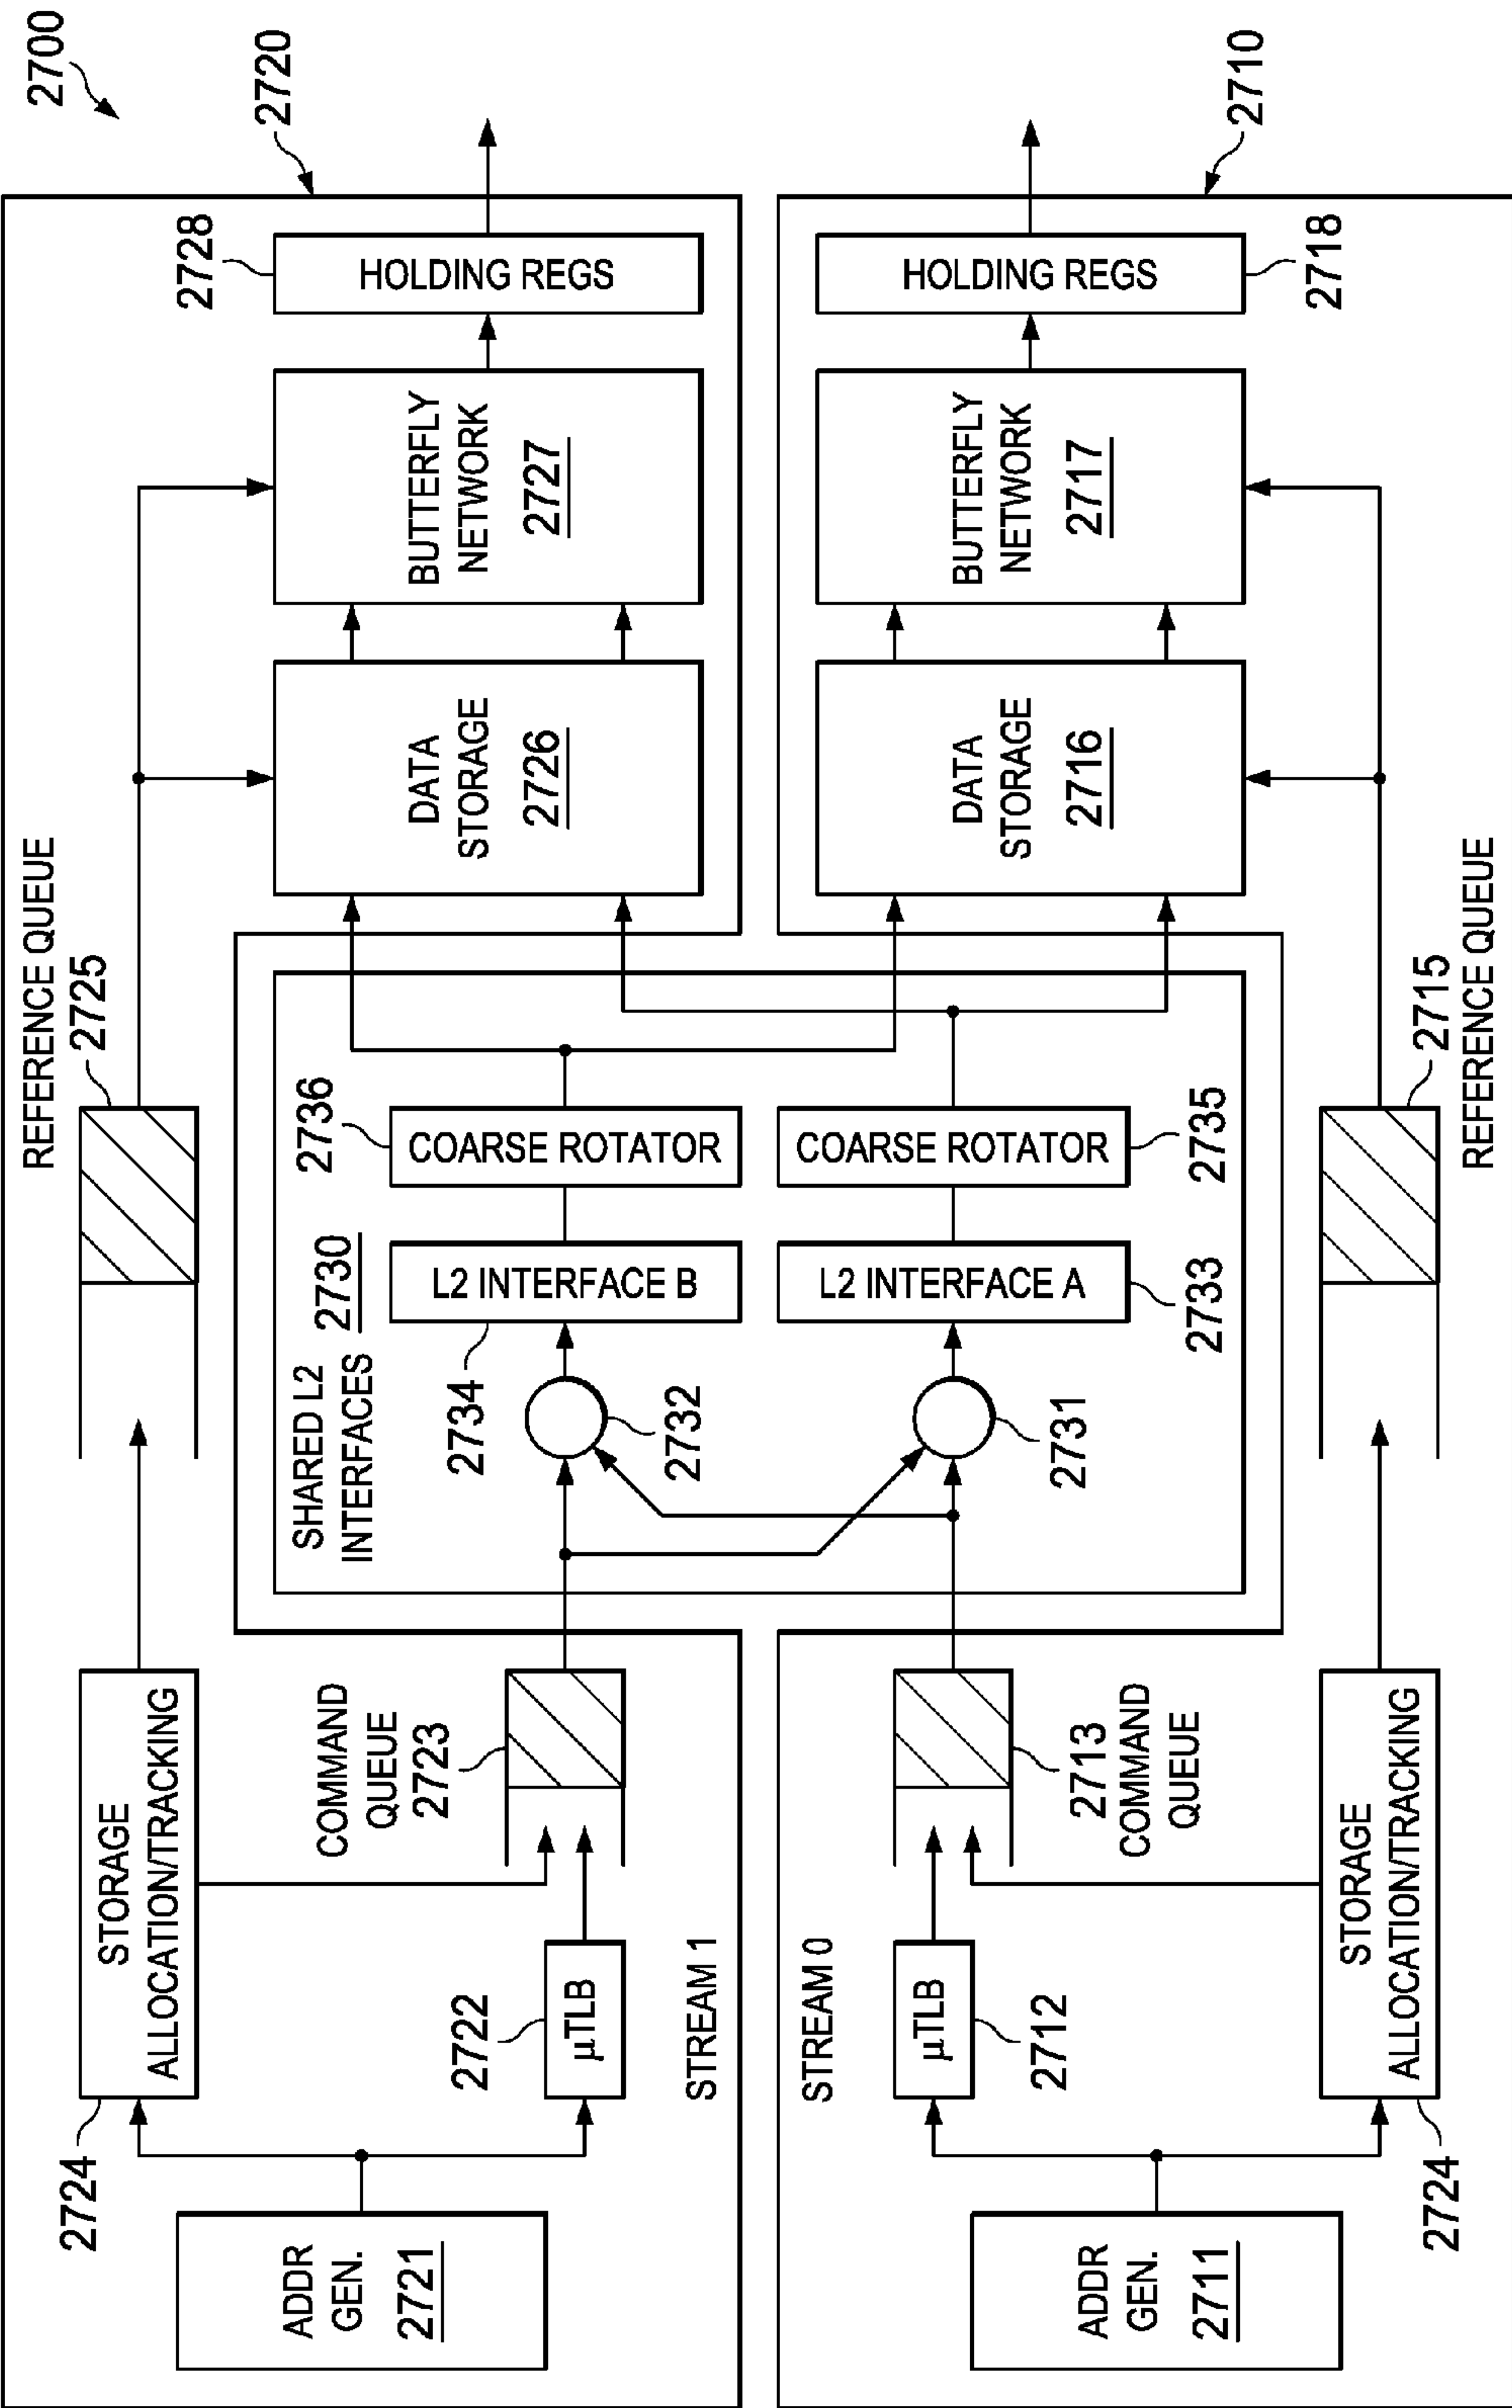 2700
2720
REFERENCE QUEUE
2725
2724
STORAGE
ALLOCATION/TRACKING
ADDR
GEN.
2721
2722
µTLB
STREAM 1
COMMAND
QUEUE
2723
DATA
STORAGE
2726
BUTTERFLY
NETWORK
2727
2728
HOLDING REGS
SHARED L2
INTERFACES
2730
2734
2732
L2 INTERFACE B
2736
COARSE ROTATOR
2731
L2 INTERFACE A
2733
COARSE ROTATOR
2735
STREAM 0
ADDR
GEN.
2711
µTLB
2712
2713
COMMAND
QUEUE
STORAGE
ALLOCATION/TRACKING
2724
2715
REFERENCE QUEUE
DATA
STORAGE
2716
BUTTERFLY
NETWORK
2717
HOLDING REGS
2718
2710